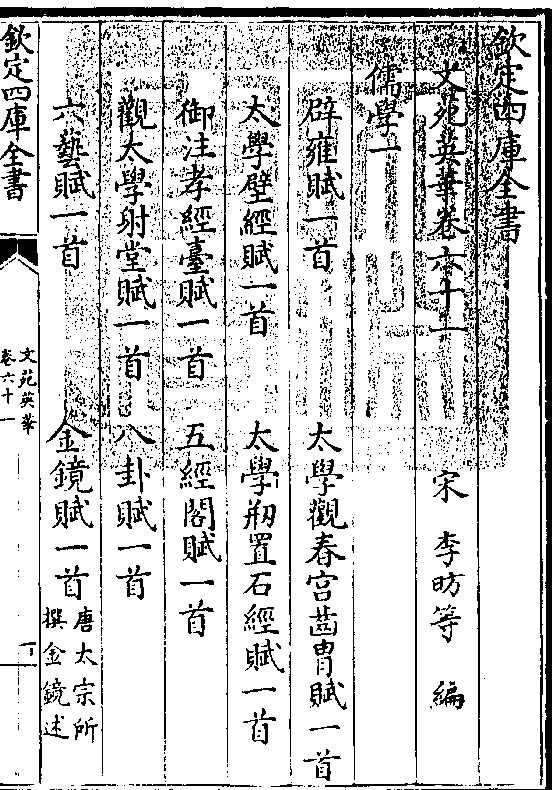 欽定四庫全書
文苑英華卷六十一 宋 李昉等 編
儒學一
辟雍賦一首 太學觀春宫齒胄賦一首
太學壁經賦一首 太學剏置石經賦一首
御注孝經臺賦一首 五經閣賦一首
觀太學射堂賦一首 八卦賦一首
六藝賦一首 金鏡賦一首 唐太宗所
撰金鏡述
欽定四庫全書
文苑英華
卷六十一